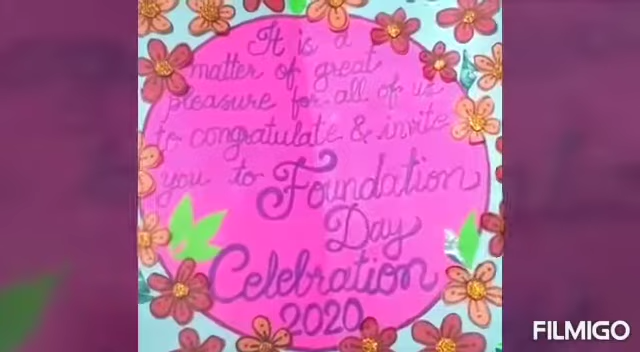 It is a
matter of great
pleasure for all of us
to congratulate & invite
you to Foundation
Day
Celebration
2020
FILMIGO